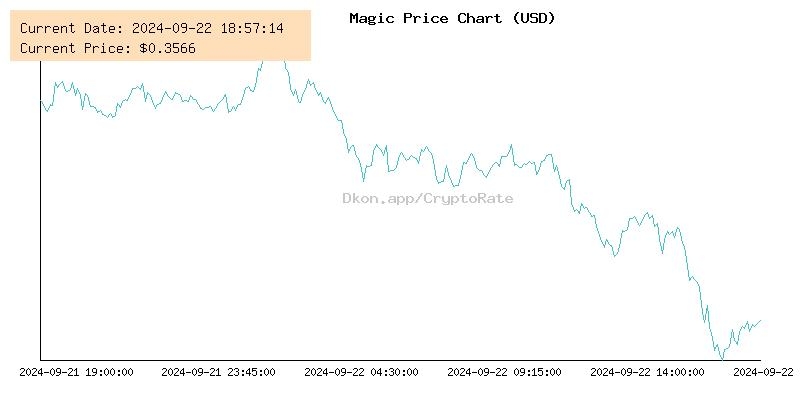 Magic Price Chart (USD)
Current Date: 2024-09-22 18:57:14
Current Price: $0.3566
Dkon.app/CryptoRate
2024-09-21 19:00:00 2024-09-21 23:45:00 2024-09-22 04:30:00 2024-09-22 09:15:00 2024-09-22 14:00:00 2024-09-22